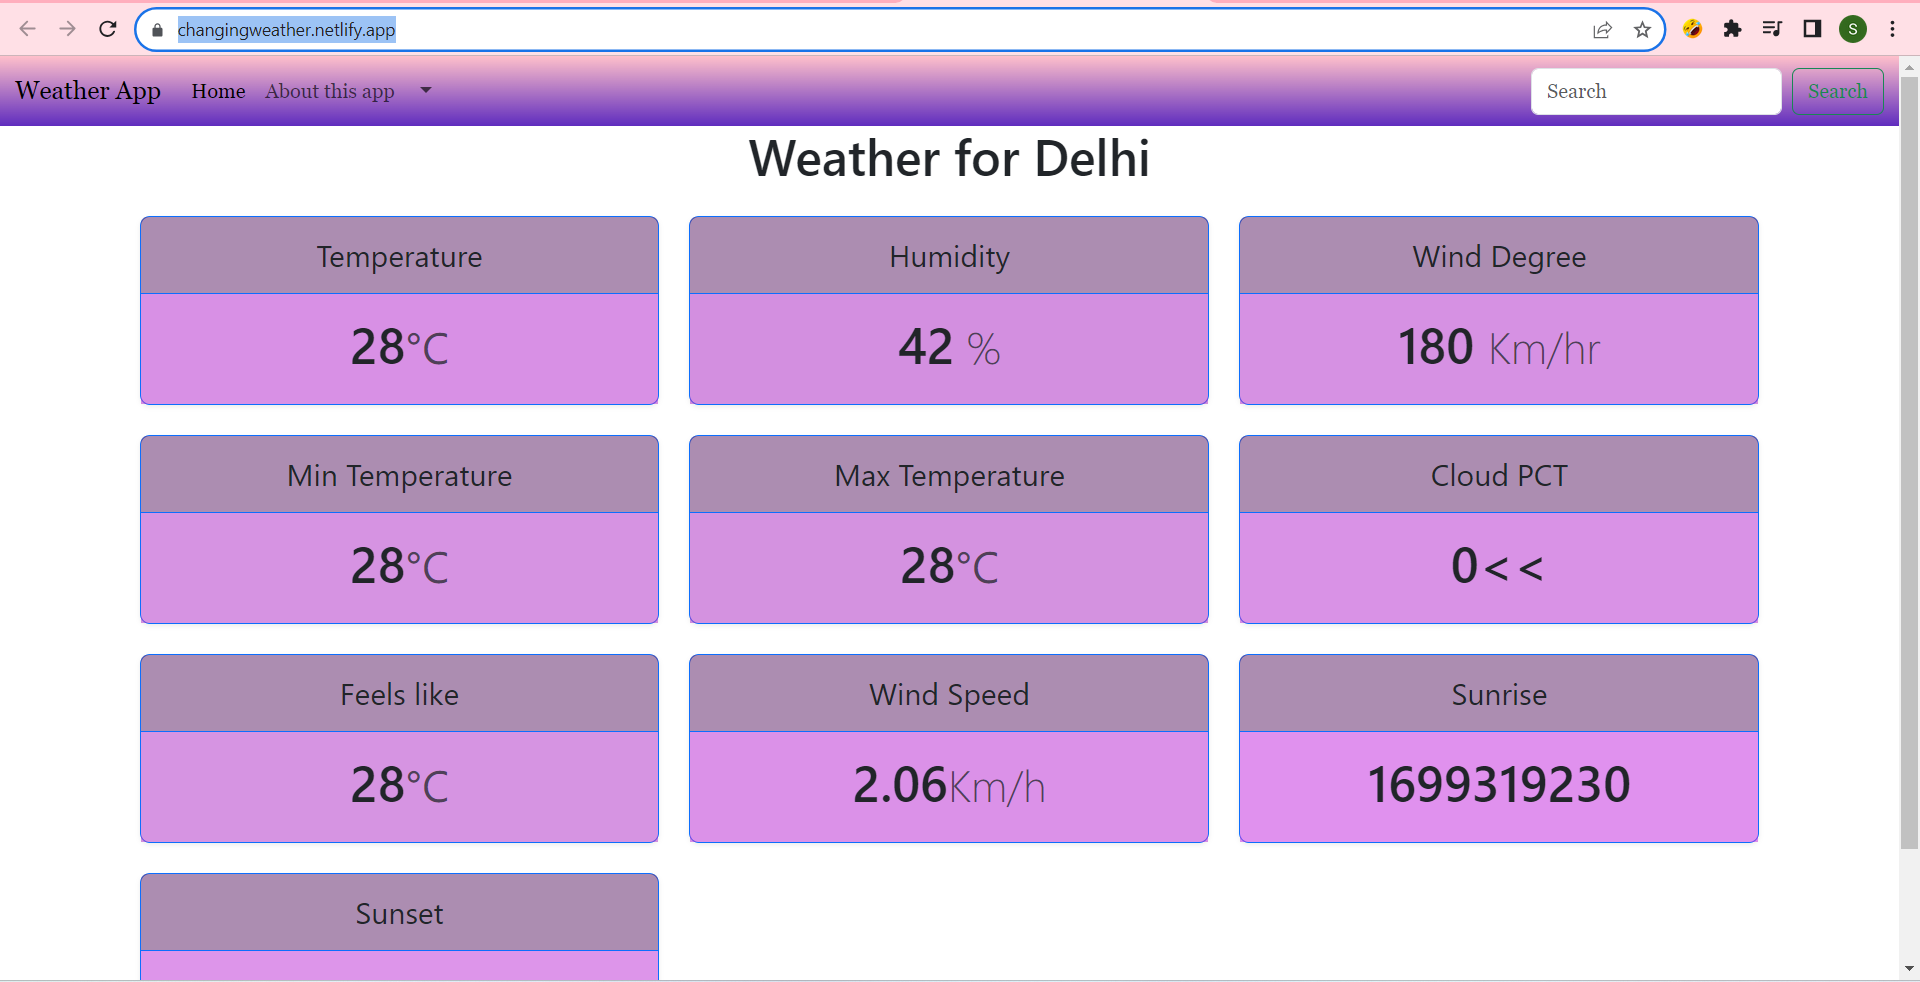 changingweather.netlify.app
S
Weather App Home About this app Search Search
Weather for Delhi
Temperature Humidity Wind Degree
28°C 42 % 180 Km/hr
Min Temperature Max Temperature Cloud PCT
28°C 28°C 0<<
Feels like Wind Speed Sunrise
28°C 2.06Km/h 1699319230
Sunset